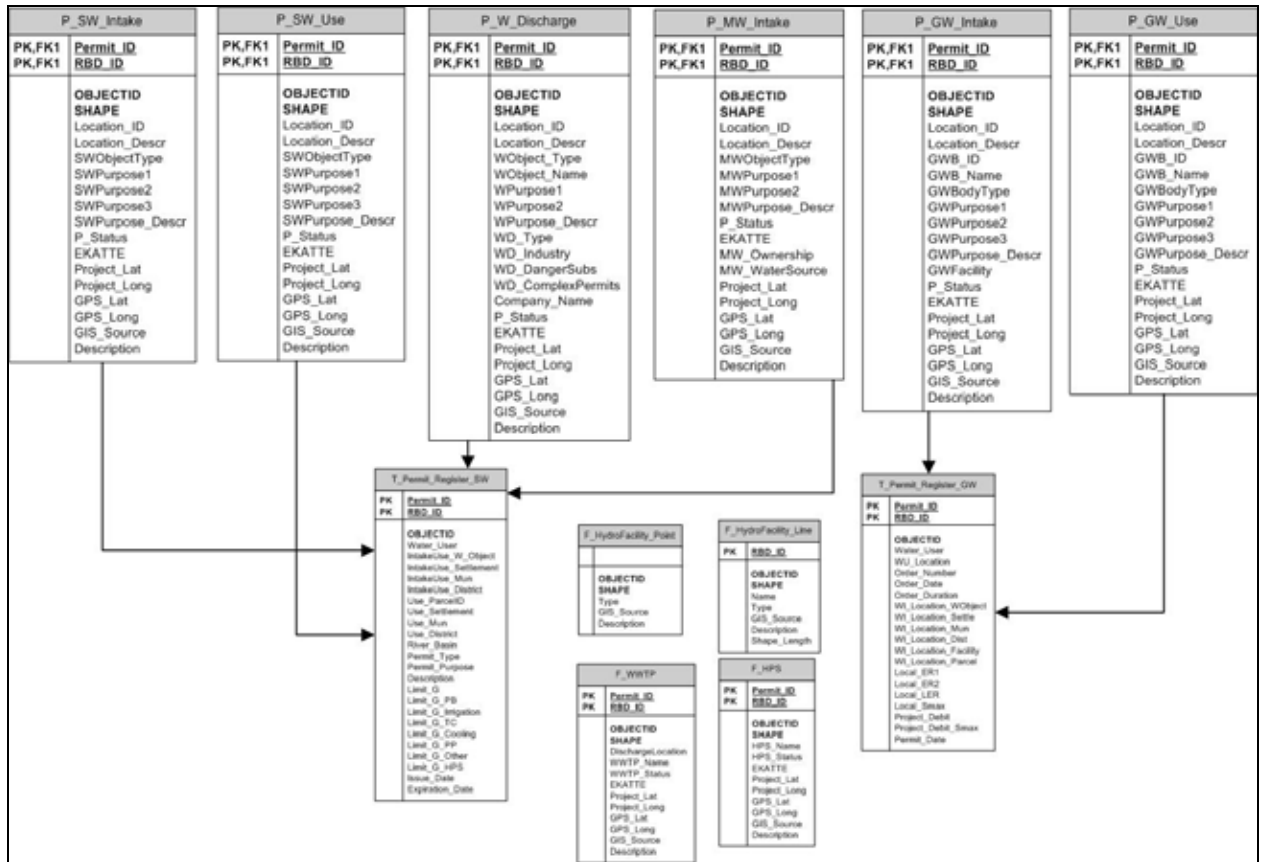 P_SW_Intake
PK,FK1 Permit_ID
PK,FK1 RBD_ID
OBJECTID
SHAPE
Location_ID
Location_Descr
SWObjectType
SWPurpose1
SWPurpose2
SWPurpose3
SWPurpose_Descr
P_Status
EKATTE
Project_Lat
Project_Long
GPS_Lat
GPS_Long
GIS_Source
Description
P_SW_Use
PK,FK1 Permit_ID
PK,FK1 RBD_ID
OBJECTID
SHAPE
Location_ID
Location_Descr
SWObjectType
SWPurpose1
SWPurpose2
SWPurpose3
SWPurpose_Descr
P_Status
EKATTE
Project_Lat
Project_Long
GPS_Lat
GPS_Long
GIS_Source
Description
P_W_Discharge
PK,FK1 Permit_ID
PK,FK1 RBD_ID
OBJECTID
SHAPE
Location_ID
Location_Descr
WObject_Type
WObject_Name
WPurpose1
WPurpose2
WPurpose_Descr
WD_Type
WD_Industry
WD_DangerSubs
WD_ComplexPermits
Company_Name
P_Status
EKATTE
Project_Lat
Project_Long
GPS_Lat
GPS_Long
GIS_Source
Description
P_MW_Intake
PK,FK1 Permit_ID
PK,FK1 RBD_ID
OBJECTID
SHAPE
Location_ID
Location_Descr
MWObjectType
MWPurpose1
MWPurpose2
MWPurpose_Descr
P_Status
EKATTE
MW_Ownership
MW_WaterSource
Project_Lat
Project_Long
GPS_Lat
GPS_Long
GIS_Source
Description
P_GW_Intake
PK,FK1 Permit_ID
PK,FK1 RBD_ID
OBJECTID
SHAPE
Location_ID
Location_Descr
GWB_ID
GWB_Name
GWBodyType
GWPurpose1
GWPurpose2
GWPurpose3
GWPurpose_Descr
GWFacility
P_Status
EKATTE
Project_Lat
Project_Long
GPS_Lat
GPS_Long
GIS_Source
Description
P_GW_Use
PK,FK1 Permit_ID
PK,FK1 RBD_ID
OBJECTID
SHAPE
Location_ID
Location_Descr
GWB_ID
GWB_Name
GWBodyType
GWPurpose1
GWPurpose2
GWPurpose3
GWPurpose_Descr
P_Status
EKATTE
Project_Lat
Project_Long
GPS_Lat
GPS_Long
GIS_Source
Description
T_Permit_Register_SW
PK Permit_ID
PK RBD_ID
OBJECTID
Water_User
IntakeUse_W_Object
IntakeUse_Settlement
IntakeUse_Mun
IntakeUse_District
Use_ParcelID
Use_Settlement
Use_Mun
Use_District
River_Basin
Permit_Type
Permit_Purpose
Description
Limit_G
Limit_G_PB
Limit_G_Irrigation
Limit_G_TC
Limit_G_Cooling
Limit_G_PP
Limit_G_Other
Limit_G_HPS
Issue_Date
Expiration_Date
F_HydroFacility_Point
OBJECTID
SHAPE
Type
GIS_Source
Description
F_HydroFacility_Line
PK RBD_ID
OBJECTID
SHAPE
Name
Type
GIS_Source
Description
Shape_Length
F_WWTP
PK Permit_ID
PK RBD_ID
OBJECTID
SHAPE
DischargeLocation
WWTP_Name
WWTP_Status
EKATTE
Project_Lat
Project_Long
GPS_Lat
GPS_Long
GIS_Source
Description
F_HPS
PK Permit_ID
PK RBD_ID
OBJECTID
SHAPE
HPS_Name
HPS_Status
EKATTE
Project_Lat
Project_Long
GPS_Lat
GPS_Long
GIS_Source
Description
T_Permit_Register_GW
PK Permit_ID
PK RBD_ID
OBJECTID
Water_User
WU_Location
Order_Number
Order_Date
Order_Duration
WI_Location_WObject
WI_Location_Settle
WI_Location_Mun
WI_Location_Dist
WI_Location_Facility
WI_Location_Parcel
Local_ER1
Local_ER2
Local_LER
Local_Smax
Project_Debit
Project_Debit_Smax
Permit_Date